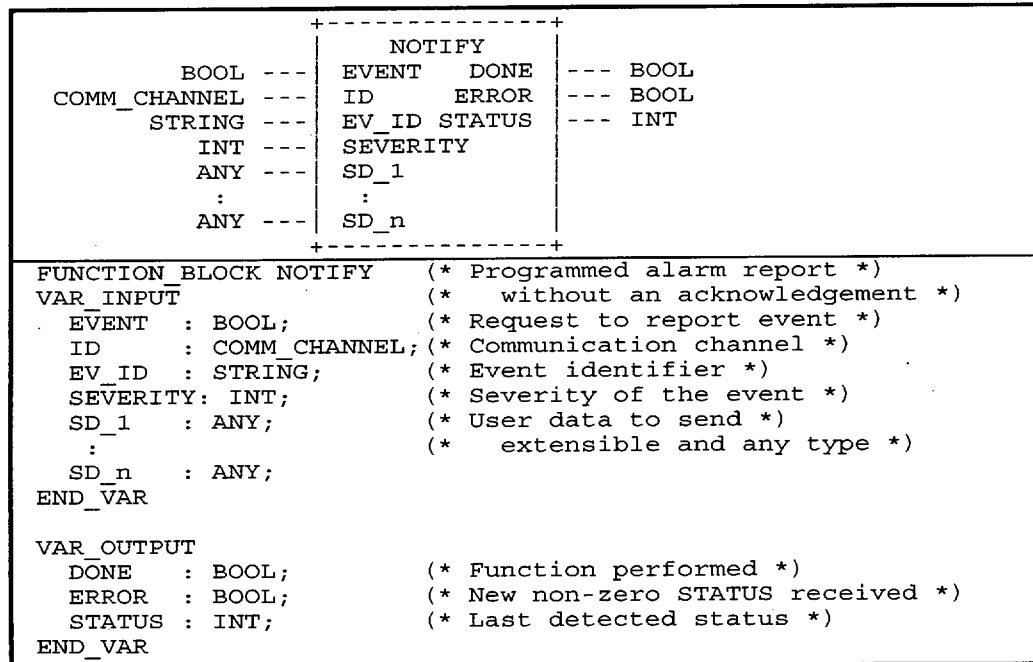 +---------------+
| NOTIFY |
BOOL ---| EVENT DONE |--- BOOL
COMM_CHANNEL ---| ID ERROR |--- BOOL
STRING ---| EV_ID STATUS |--- INT
INT ---| SEVERITY
ANY ---| SD_1
: | :
ANY ---| SD_n |
+---------------+
FUNCTION_BLOCK NOTIFY (* Programmed alarm report *)
VAR_INPUT (* without an acknowledgement *)
EVENT : BOOL; (* Request to report event *)
ID : COMM_CHANNEL; (* Communication channel *)
EV_ID : STRING; (* Event identifier *)
SEVERITY: INT; (* Severity of the event *)
SD_1 : ANY; (* User data to send *)
: (* extensible and any type *)
SD_n : ANY;
END_VAR
VAR_OUTPUT
DONE : BOOL; (* Function performed *)
ERROR : BOOL; (* New non-zero STATUS received *)
STATUS : INT; (* Last detected status *)
END_VAR